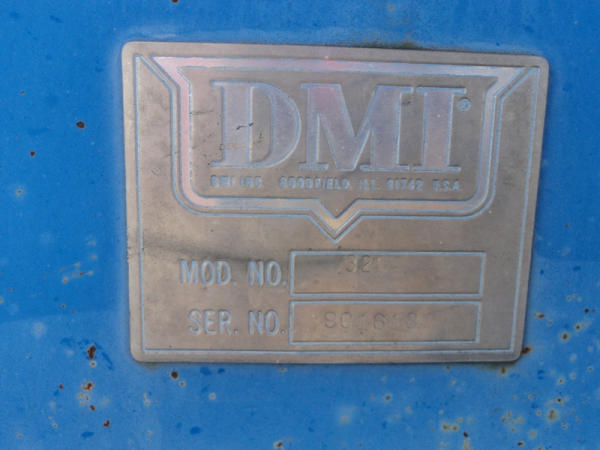 DMI®
DMI INC. GOODFIELD, ILL. 61742 U.S.A.
MOD. NO.
SER. NO.